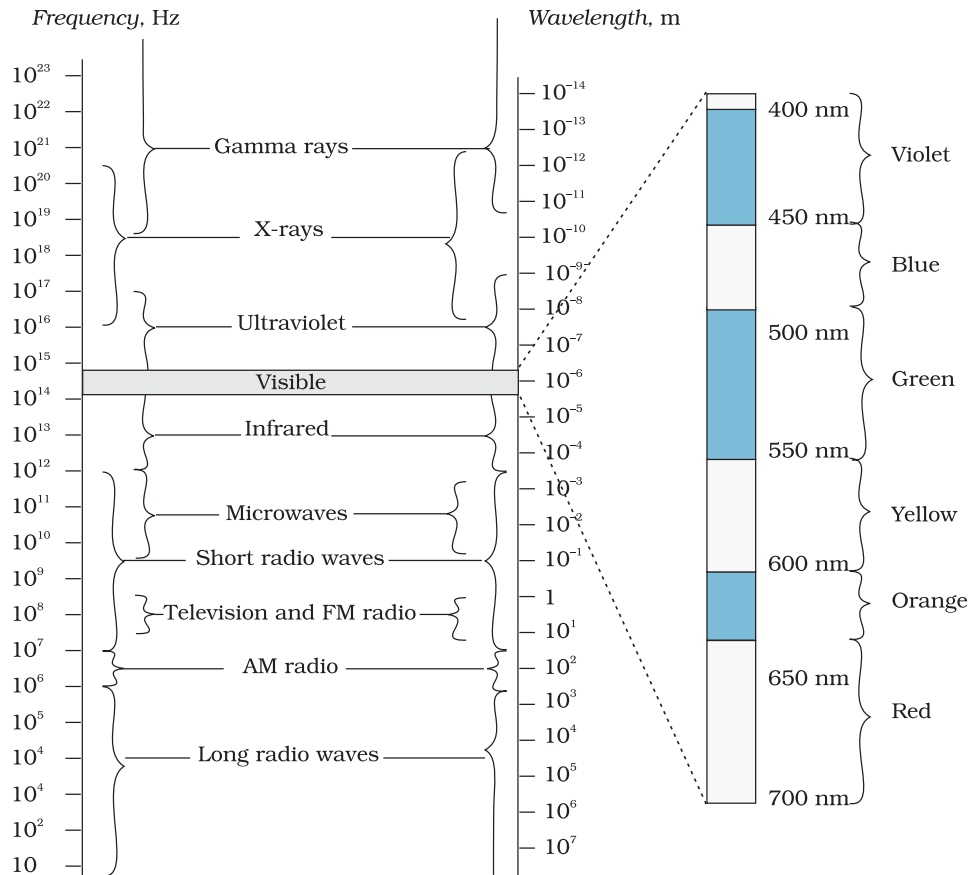 Frequency, Hz
10²³
10²²
10²¹
10²⁰
10¹⁹
10¹⁸
10¹⁷
10¹⁶
10¹⁵
10¹⁴
10¹³
10¹²
10¹¹
10¹⁰
10⁹
10⁸
10⁷
10⁶
10⁵
10⁴
10⁴
10²
10
Gamma rays
X-rays
Ultraviolet
Visible
Infrared
Microwaves
Short radio waves
Television and FM radio
AM radio
Long radio waves
Wavelength, m
10⁻¹⁴
10⁻¹³
10⁻¹²
10⁻¹¹
10⁻¹⁰
10⁻⁹
10⁻⁸
10⁻⁷
10⁻⁶
10⁻⁵
10⁻⁴
10⁻³
10⁻²
10⁻¹
1
10¹
10²
10³
10⁴
10⁵
10⁶
10⁷
400 nm
450 nm
500 nm
550 nm
600 nm
650 nm
700 nm
Violet
Blue
Green
Yellow
Orange
Red